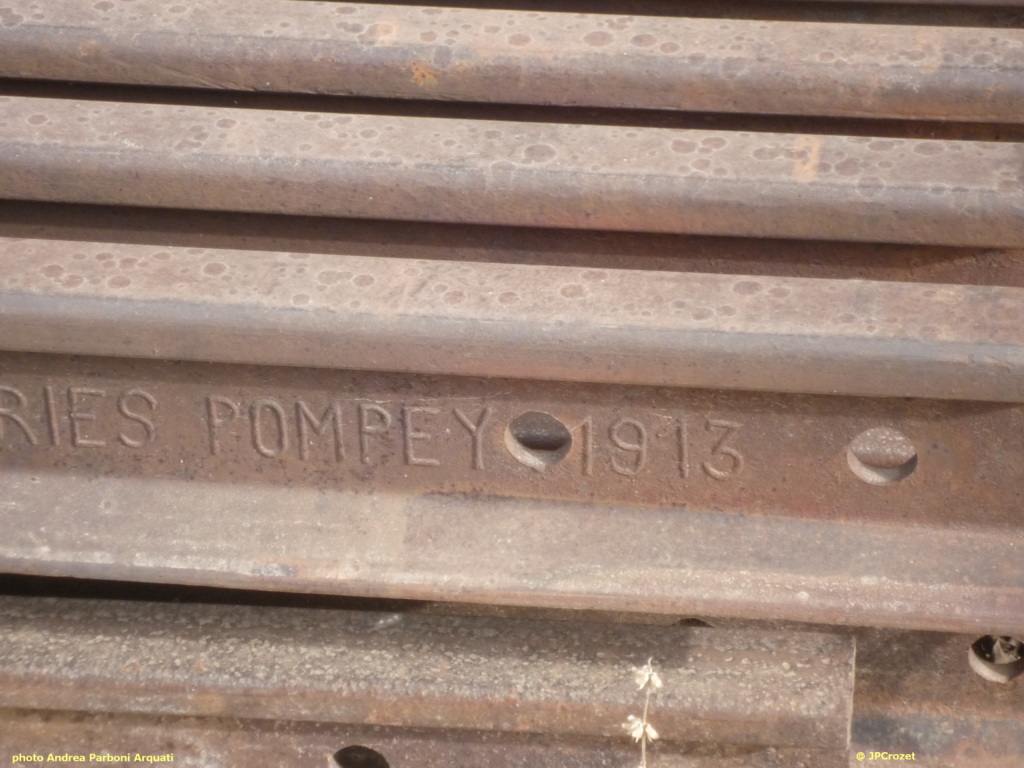 RIES POMPEY 1913
photo Andrea Parboni Arquati
© JPCrozet